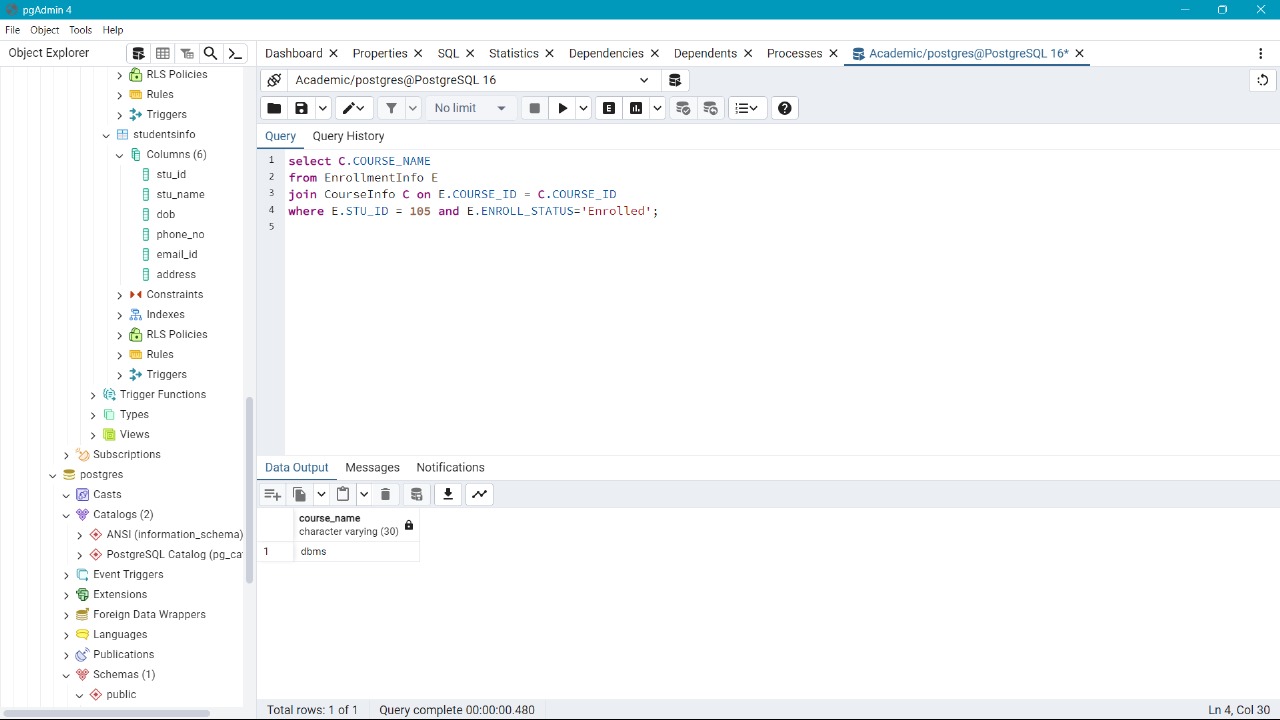 pgAdmin 4
File Object Tools Help
Object Explorer
Dashboard Properties SQL Statistics Dependencies Dependents Processes Academic/postgres@PostgreSQL 16*
RLS Policies
Rules
Triggers
studentsinfo
Columns (6)
stu_id
stu_name
dob
phone_no
email_id
address
Constraints
Indexes
RLS Policies
Rules
Triggers
Trigger Functions
Types
Views
Subscriptions
postgres
Casts
Catalogs (2)
ANSI (information_schema)
PostgreSQL Catalog (pg_ca
Event Triggers
Extensions
Foreign Data Wrappers
Languages
Publications
Schemas (1)
public
Academic/postgres@PostgreSQL 16
No limit
E
Query Query History
1 select C.COURSE_NAME
2 from EnrollmentInfo E
3 join CourseInfo C on E.COURSE_ID = C.COURSE_ID
4 where E.STU_ID = 105 and E.ENROLL_STATUS='Enrolled';
5
Data Output Messages Notifications
course_name
character varying (30)
1 dbms
Total rows: 1 of 1 Query complete 00:00:00.480 Ln 4, Col 30